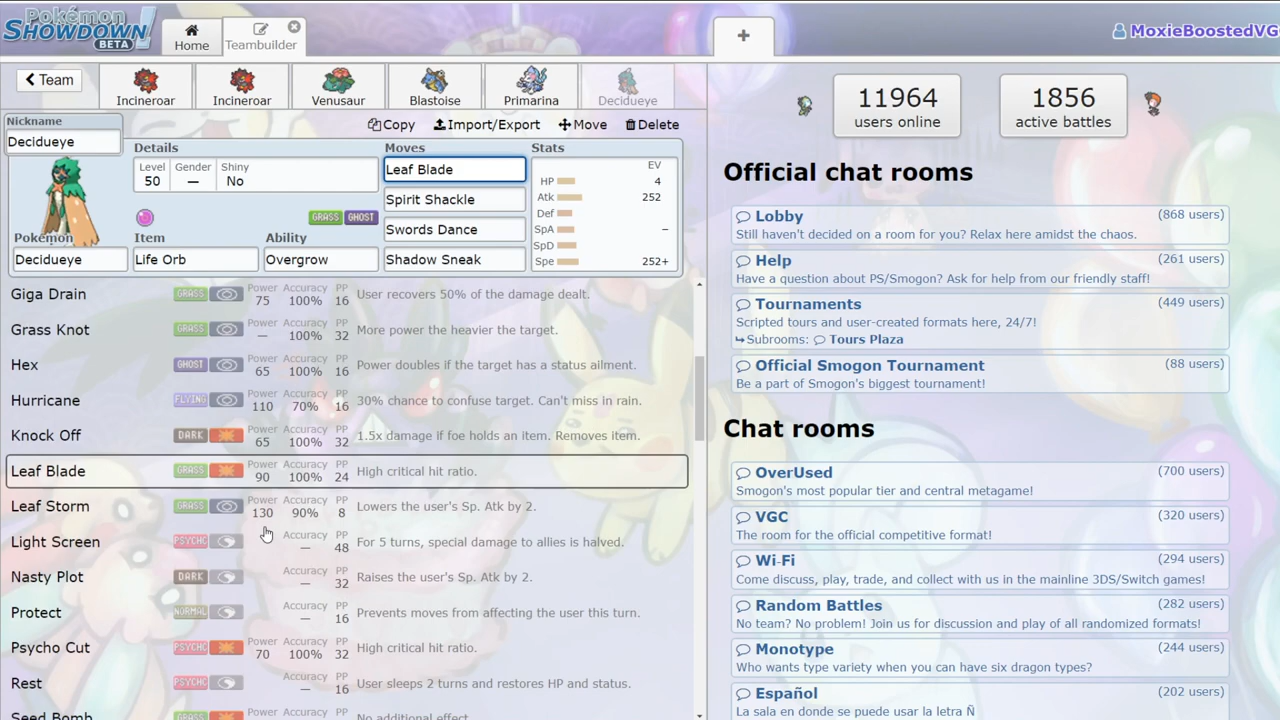 Pokémon
SHOWDOWN!
BETA
Home
Teambuilder
+
MoxieBoostedVG
Team
Incineroar
Incineroar
Venusaur
Blastoise
Primarina
Decidueye
Copy
Import/Export
Move
Delete
Nickname
Decidueye
Details
Level
50
Gender
—
Shiny
No
GRASS
GHOST
Pokémon
Decidueye
Item
Life Orb
Ability
Overgrow
Moves
Leaf Blade
Spirit Shackle
Swords Dance
Shadow Sneak
Stats
EV
HP 4
Atk 252
Def
SpA –
SpD
Spe 252+
Giga Drain GRASS Power 75 Accuracy 100% PP 16 User recovers 50% of the damage dealt.
Grass Knot GRASS Power — Accuracy 100% PP 32 More power the heavier the target.
Hex GHOST Power 65 Accuracy 100% PP 16 Power doubles if the target has a status ailment.
Hurricane FLYING Power 110 Accuracy 70% PP 16 30% chance to confuse target. Can't miss in rain.
Knock Off DARK Power 65 Accuracy 100% PP 32 1.5x damage if foe holds an item. Removes item.
Leaf Blade GRASS Power 90 Accuracy 100% PP 24 High critical hit ratio.
Leaf Storm GRASS Power 130 Accuracy 90% PP 8 Lowers the user's Sp. Atk by 2.
Light Screen PSYCHC Accuracy — PP 48 For 5 turns, special damage to allies is halved.
Nasty Plot DARK Accuracy — PP 32 Raises the user's Sp. Atk by 2.
Protect NORMAL Accuracy — PP 16 Prevents moves from affecting the user this turn.
Psycho Cut PSYCHC Power 70 Accuracy 100% PP 32 High critical hit ratio.
Rest PSYCHC Accuracy — PP 16 User sleeps 2 turns and restores HP and status.
Seed Bomb GRASS Power Accuracy PP No additional effect.
11964
users online
1856
active battles
Official chat rooms
Lobby (868 users)
Still haven't decided on a room for you? Relax here amidst the chaos.
Help (261 users)
Have a question about PS/Smogon? Ask for help from our friendly staff!
Tournaments (449 users)
Scripted tours and user-created formats here, 24/7!
↳Subrooms: Tours Plaza
Official Smogon Tournament (88 users)
Be a part of Smogon's biggest tournament!
Chat rooms
OverUsed (700 users)
Smogon's most popular tier and central metagame!
VGC (320 users)
The room for the official competitive format!
Wi-Fi (294 users)
Come discuss, play, trade, and collect with us in the mainline 3DS/Switch games!
Random Battles (282 users)
No team? No problem! Join us for discussion and play of all randomized formats!
Monotype (244 users)
Who wants type variety when you can have six dragon types?
Español (202 users)
La sala en donde se puede usar la letra Ñ